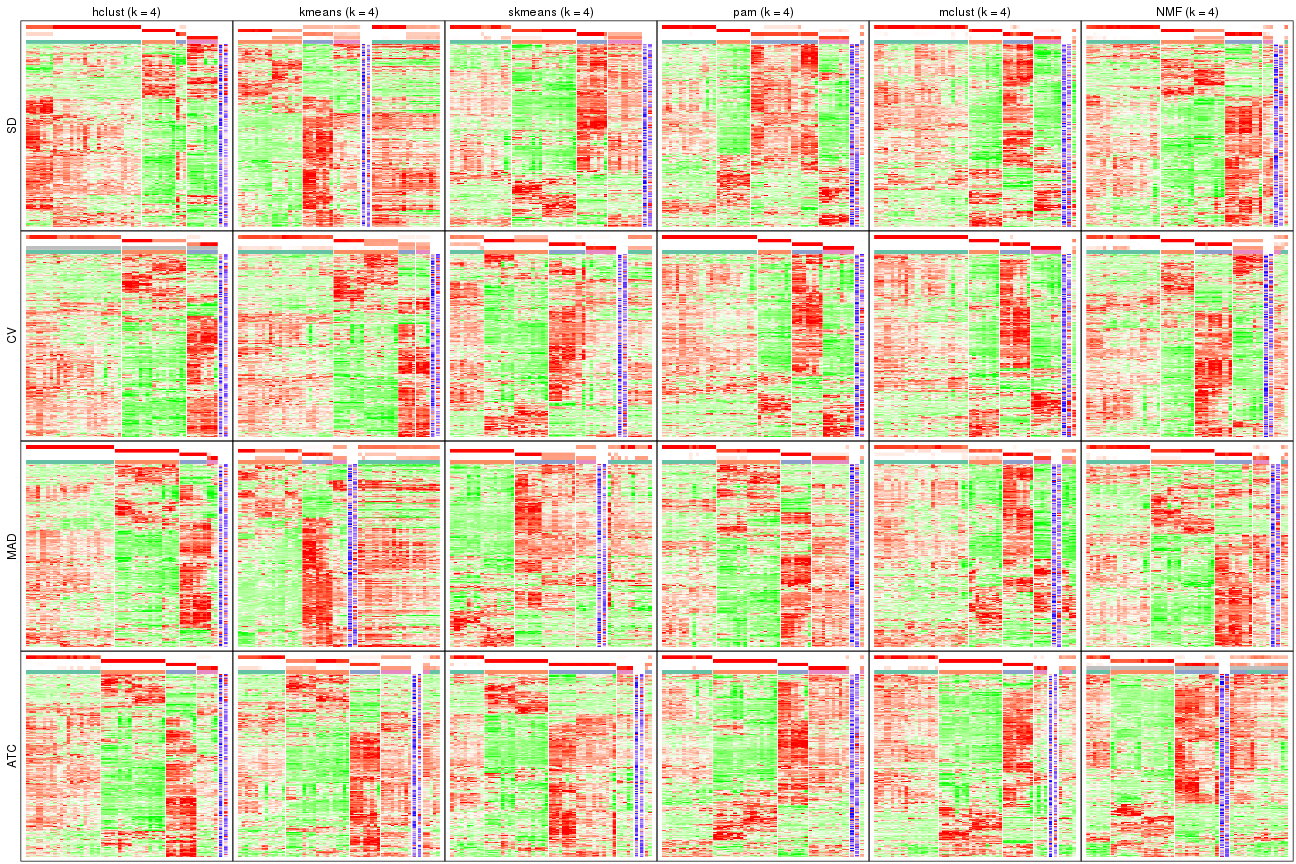 hclust (k = 4) kmeans (k = 4) skmeans (k = 4) pam (k = 4) mclust (k = 4) NMF (k = 4)
SD
CV
MAD
ATC